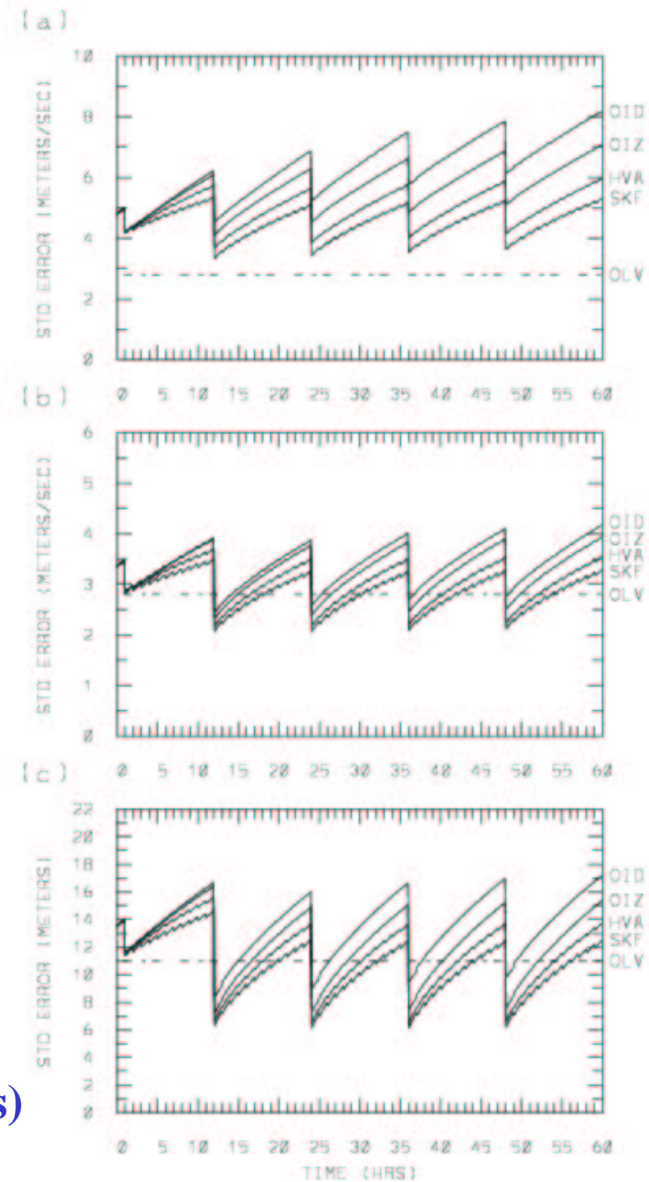 (a)
STD ERROR (METERS/SEC)
10
8
6
4
2
0
OID
OIZ
HVA
SKF
OLV
0 5 10 15 20 25 30 35 40 45 50 55 60
(b)
STD ERROR (METERS/SEC)
6
5
4
3
2
1
0
OID
OIZ
HVA
SKF
OLV
0 5 10 15 20 25 30 35 40 45 50 55 60
(c)
STD ERROR (METERS)
22
20
18
16
14
12
10
8
6
4
2
0
OID
OIZ
HVA
SKF
OLV
0 5 10 15 20 25 30 35 40 45 50 55 60
TIME (HRS)
s)